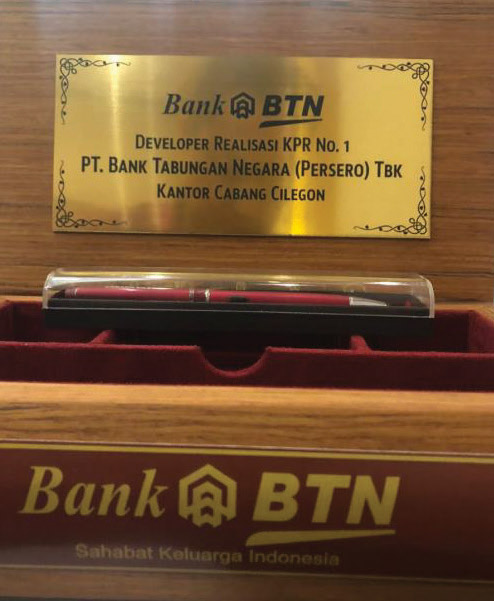 Bank BTN
DEVELOPER REALISASI KPR NO. 1
PT. BANK TABUNGAN NEGARA (PERSERO) TBK
KANTOR CABANG CILEGON
Bank BTN
Sahabat Keluarga Indonesia